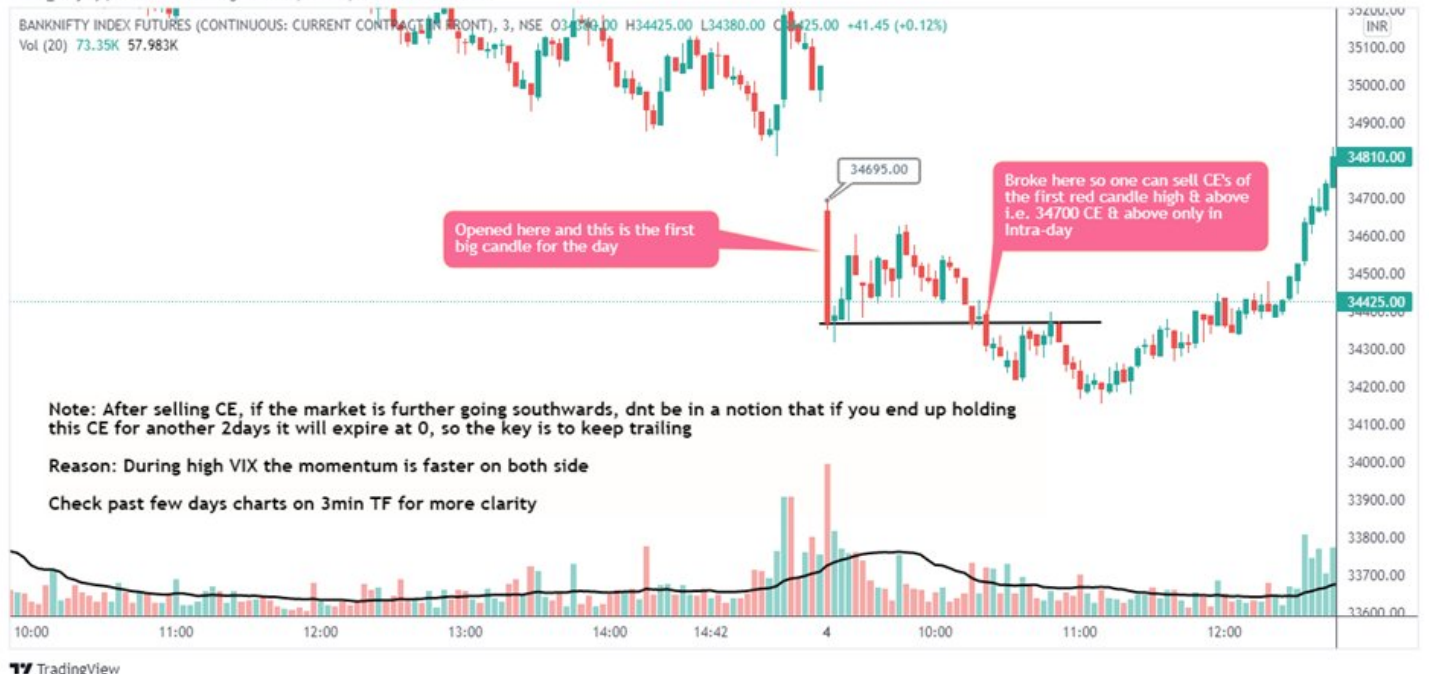 BANKNIFTY INDEX FUTURES (CONTINUOUS: CURRENT CONTRACT IN FRONT), 3, NSE H34425.00 L34380.00 +41.45 (+0.12%)
Vol (20) 73.35K 57.983K
INR
35200.00
35100.00
35000.00
34900.00
34810.00
34700.00
34600.00
34500.00
34425.00
34400.00
34300.00
34200.00
34100.00
34000.00
33900.00
33800.00
33700.00
33600.00
34695.00
Opened here and this is the first
big candle for the day
Broke here so one can sell CE's of
the first red candle high & above
i.e. 34700 CE & above only in
Intra-day
Note: After selling CE, if the market is further going southwards, dnt be in a notion that if you end up holding
this CE for another 2days it will expire at 0, so the key is to keep trailing
Reason: During high VIX the momentum is faster on both side
Check past few days charts on 3min TF for more clarity
10:00 11:00 12:00 13:00 14:00 14:42 4 10:00 11:00 12:00
TradingView